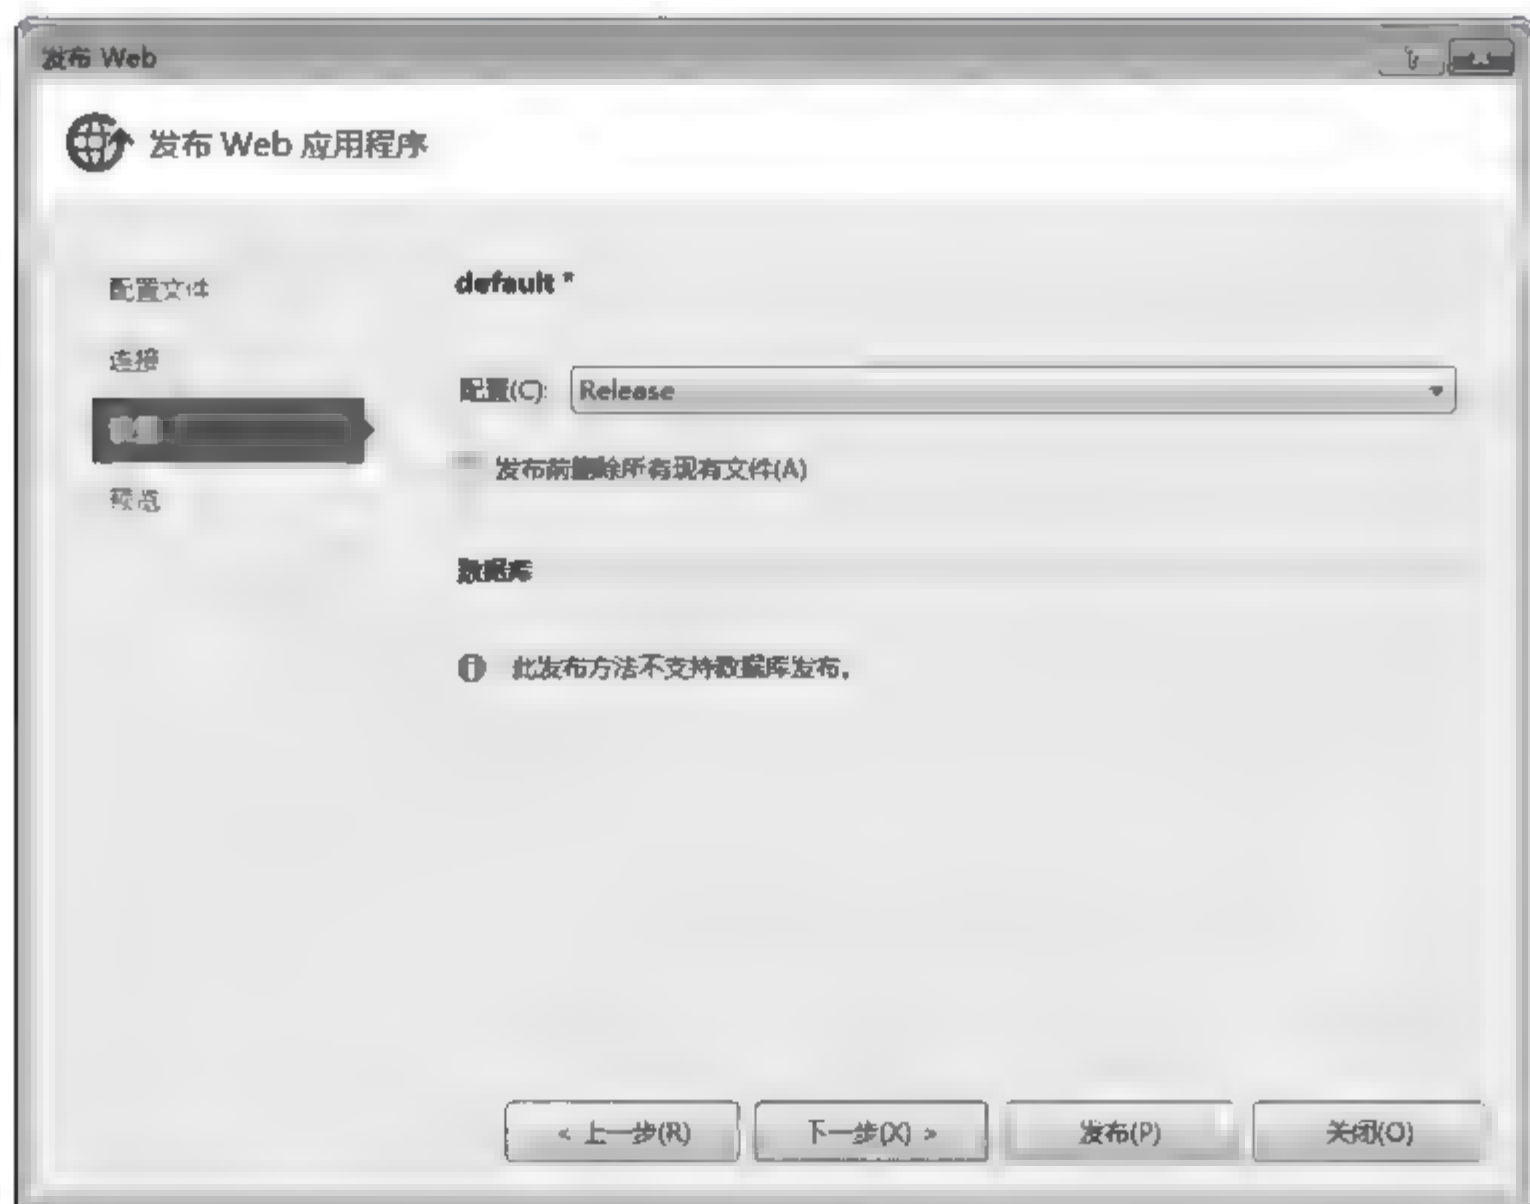 发布 Web
发布 Web 应用程序
配置文件
连接
预览
default *
配置(C): Release
发布前删除所有现有文件(A)
数据库
此发布方法不支持数据库发布。
< 上一步(R)
下一步(X) >
发布(P)
关闭(O)